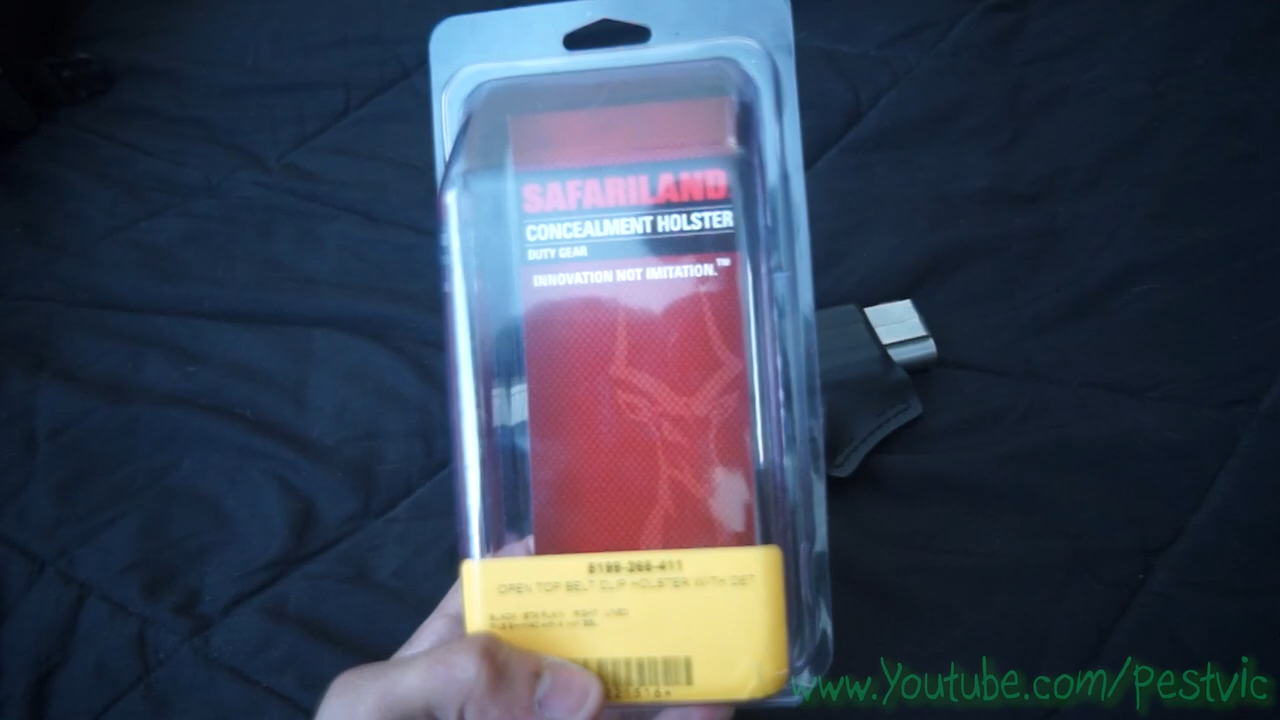 SAFARILAND
CONCEALMENT HOLSTER
DUTY GEAR
INNOVATION NOT IMITATION.™
OPEN TOP BELT CLIP HOLSTER WITH DET
www.Youtube.com/pestvic